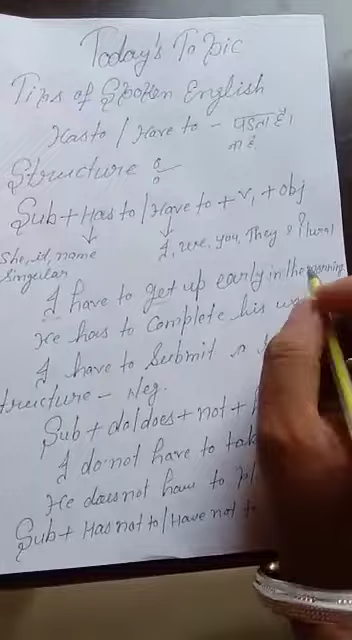 Today's Topic
Tips of Spoken English
Has to / Have to - पड़ता है।
ना है,
Structure :-
Sub + Has to / Have to + V₁ + obj
She, it, name
Singular
I, we, you, They & Plural
I have to get up early in the morning
He has to complete his
I have to Submit
Structure - Neg.
Sub + do/does + not +
I do not have to tak
He does not have to pl
Sub + Has not to / Have not to